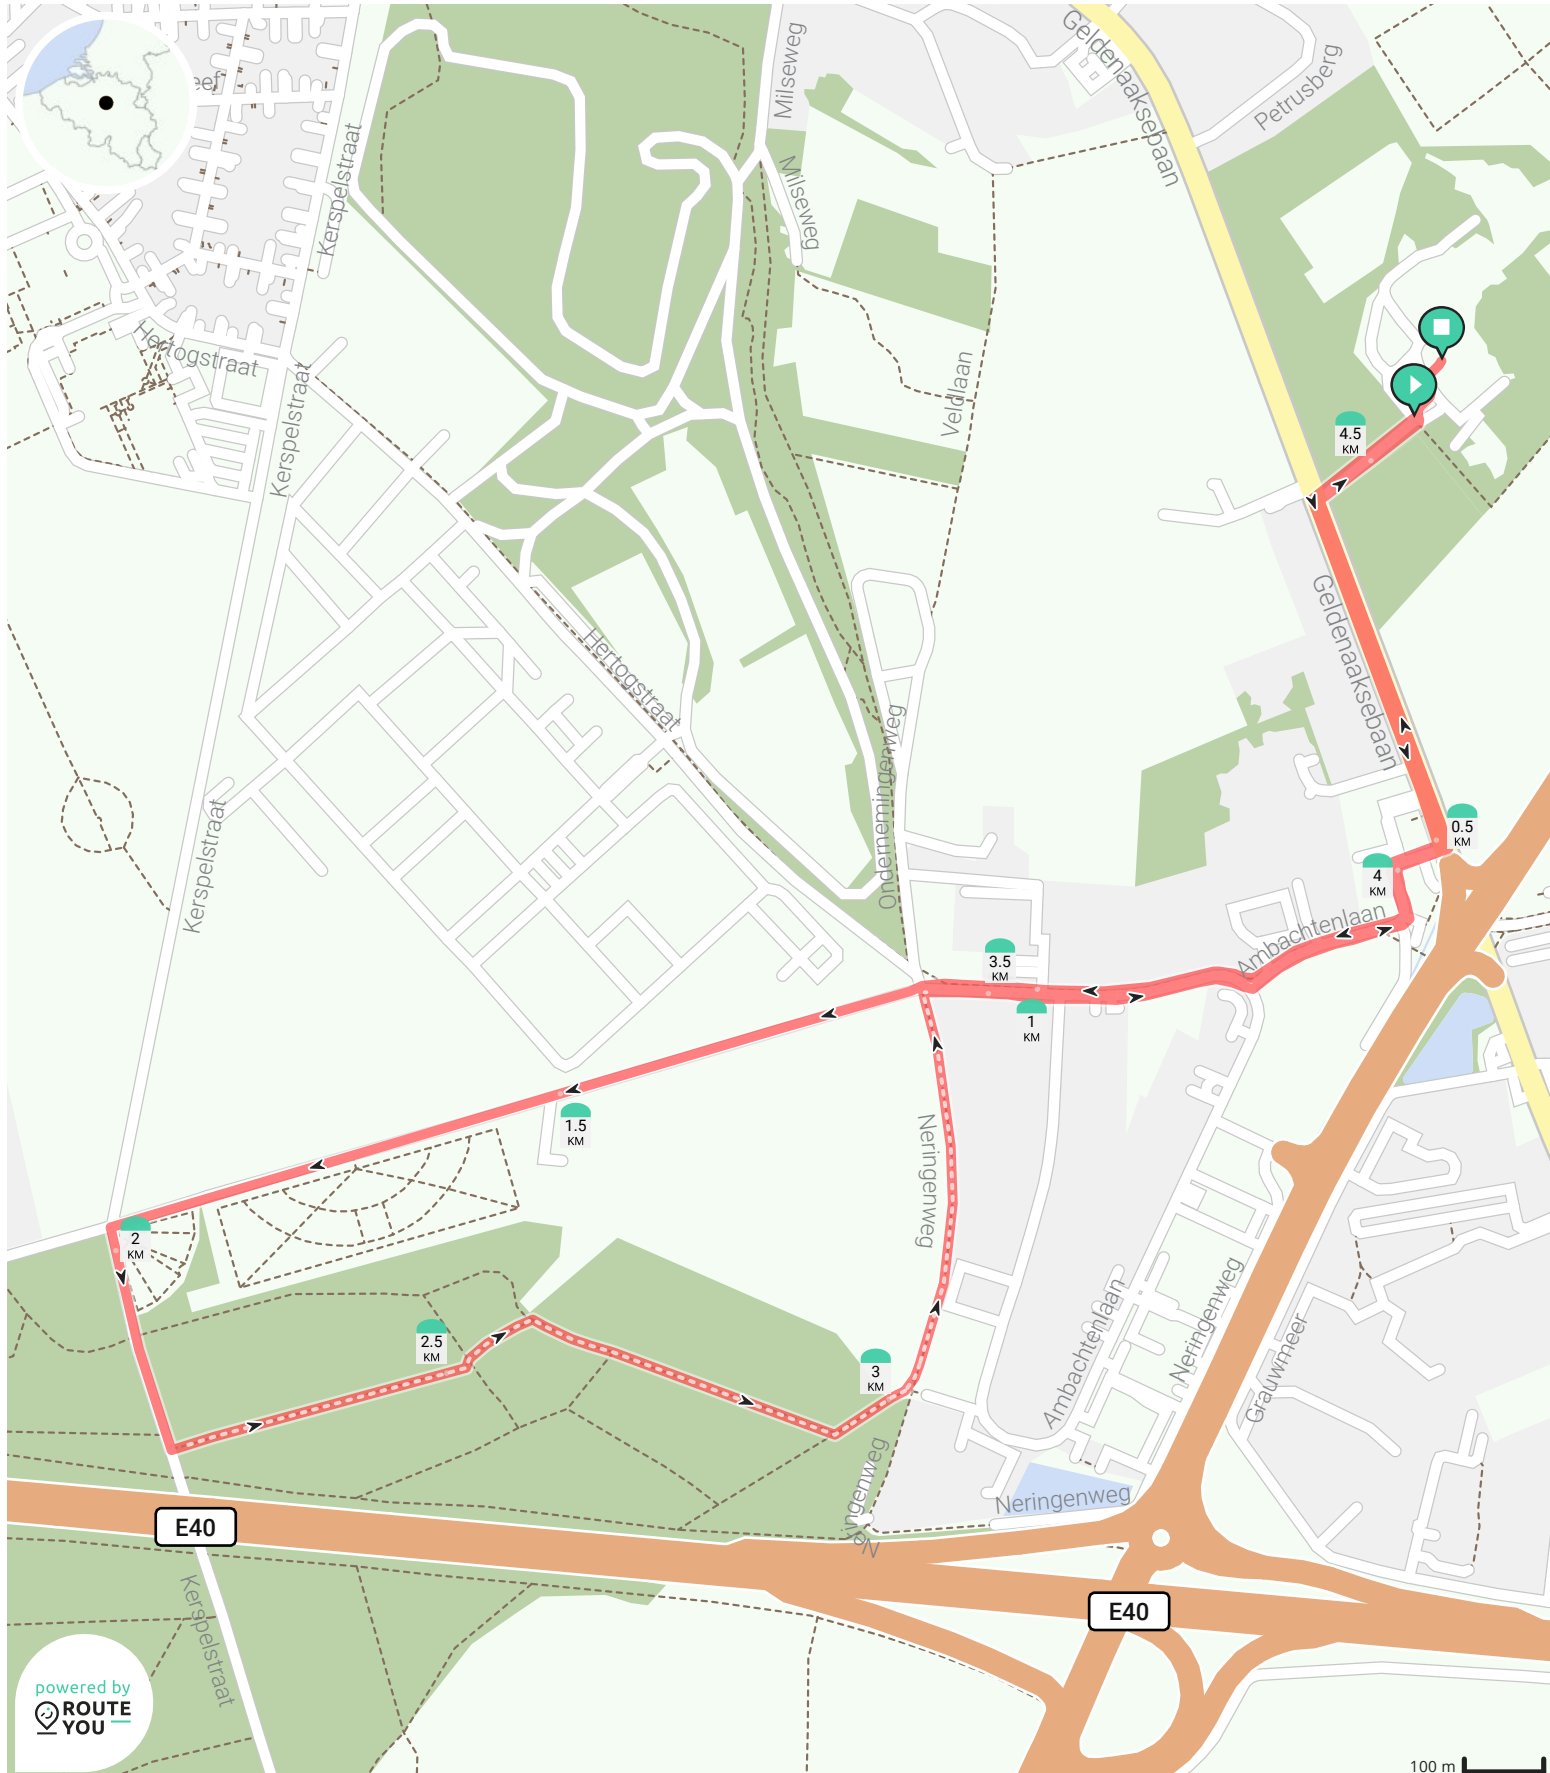 Milseweg
Geldenaaksebaan
Petrusberg
eef
Kerspelstraat
Milseweg
Hertogstraat
Kerspelstraat
Veldlaan
4.5
KM
Geldenaaksebaan
Hertogstraat
Ondernemingenweg
Kerspelstraat
0.5
KM
4
KM
Ambachtenlaan
3.5
KM
1
KM
1.5
KM
Neringenweg
2
KM
2.5
KM
3
KM
Ambachtenlaan
Neringenweg
Grauwmeer
Neringenweg
Neringenweg
E40
E40
Kerspelstraat
powered by
ROUTE
YOU
100 m